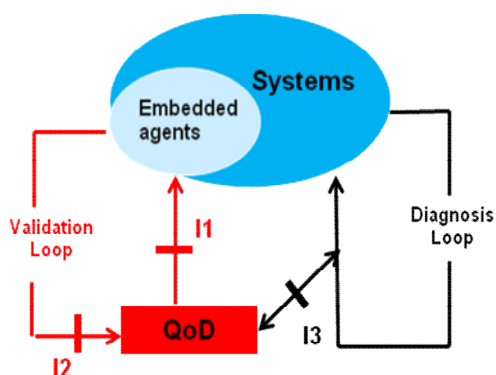 Systems
Embedded
agents
Validation
Loop
I1
Diagnosis
Loop
QoD
I2
I3